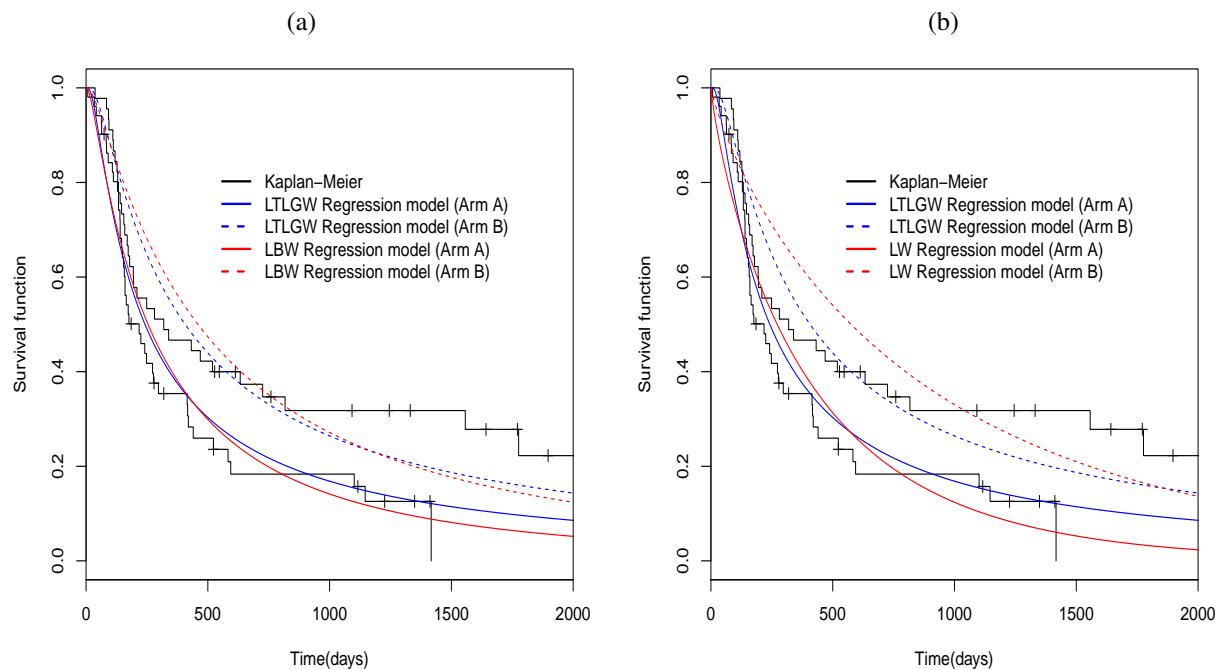 (a)
1.0
0.8
0.6
0.4
0.2
0.0
Survival function
Kaplan−Meier
LTLGW Regression model (Arm A)
LTLGW Regression model (Arm B)
LBW Regression model (Arm A)
LBW Regression model (Arm B)
0 500 1000 1500 2000
Time(days)
(b)
1.0
0.8
0.6
0.4
0.2
0.0
Survival function
Kaplan−Meier
LTLGW Regression model (Arm A)
LTLGW Regression model (Arm B)
LW Regression model (Arm A)
LW Regression model (Arm B)
0 500 1000 1500 2000
Time(days)